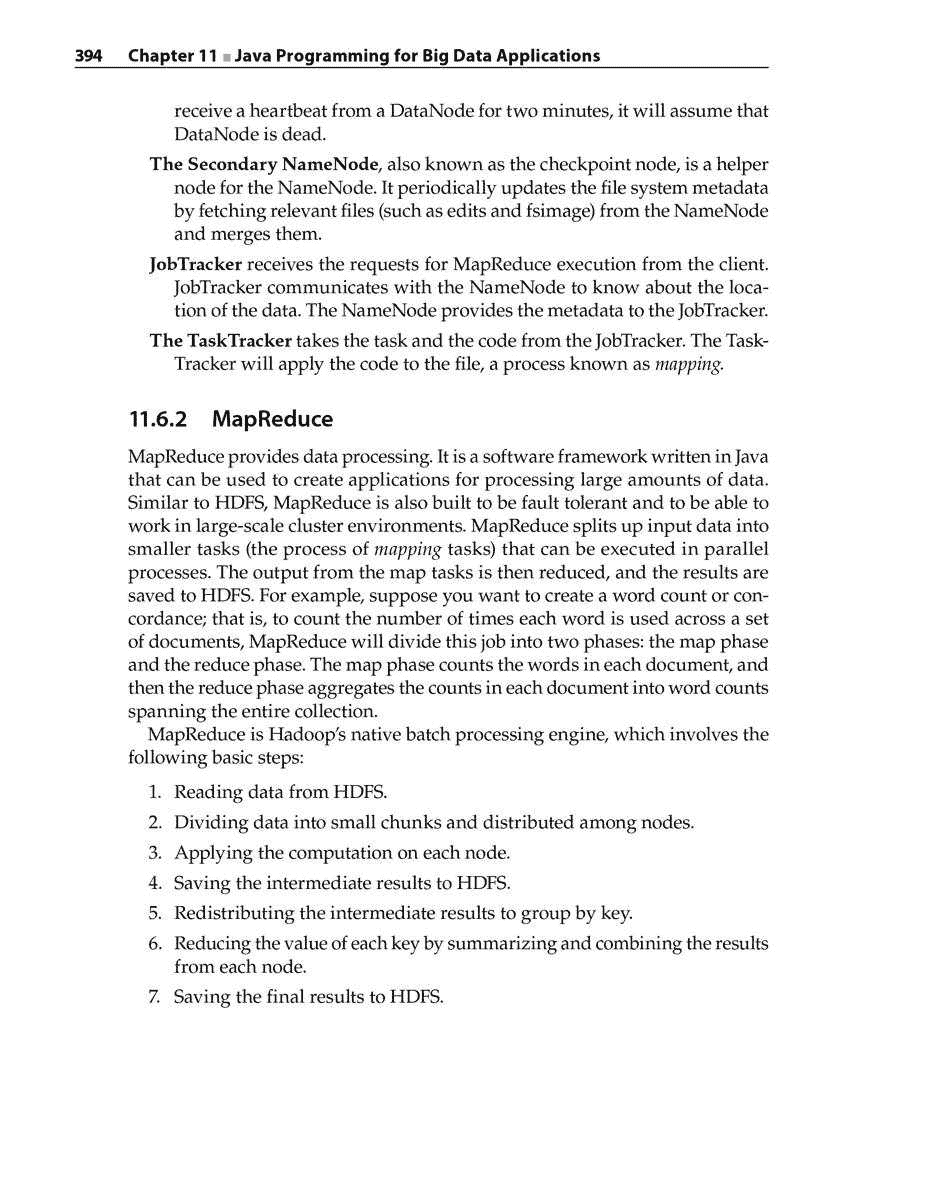 394 Chapter 11 ■ Java Programming for Big Data Applications
receive a heartbeat from a DataNode for two minutes, it will assume that
DataNode is dead.
The Secondary NameNode, also known as the checkpoint node, is a helper
node for the NameNode. It periodically updates the file system metadata
by fetching relevant files (such as edits and fsimage) from the NameNode
and merges them.
JobTracker receives the requests for MapReduce execution from the client.
JobTracker communicates with the NameNode to know about the loca-
tion of the data. The NameNode provides the metadata to the JobTracker.
The TaskTracker takes the task and the code from the JobTracker. The Task-
Tracker will apply the code to the file, a process known as mapping.
11.6.2 MapReduce
MapReduce provides data processing. It is a software framework written in Java
that can be used to create applications for processing large amounts of data.
Similar to HDFS, MapReduce is also built to be fault tolerant and to be able to
work in large-scale cluster environments. MapReduce splits up input data into
smaller tasks (the process of mapping tasks) that can be executed in parallel
processes. The output from the map tasks is then reduced, and the results are
saved to HDFS. For example, suppose you want to create a word count or con-
cordance; that is, to count the number of times each word is used across a set
of documents, MapReduce will divide this job into two phases: the map phase
and the reduce phase. The map phase counts the words in each document, and
then the reduce phase aggregates the counts in each document into word counts
spanning the entire collection.
MapReduce is Hadoop's native batch processing engine, which involves the
following basic steps:
1. Reading data from HDFS.
2. Dividing data into small chunks and distributed among nodes.
3. Applying the computation on each node.
4. Saving the intermediate results to HDFS.
5. Redistributing the intermediate results to group by key.
6. Reducing the value of each key by summarizing and combining the results
from each node.
7. Saving the final results to HDFS.